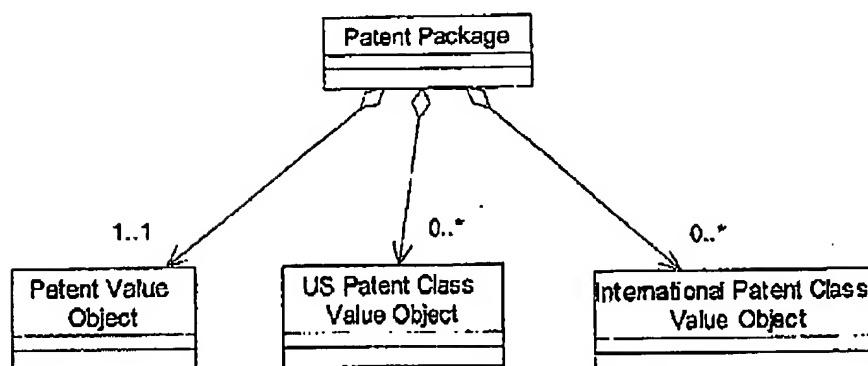 Patent Package
1..1
0..*
0..*
Patent Value
Object
US Patent Class
Value Object
International Patent Class
Value Object